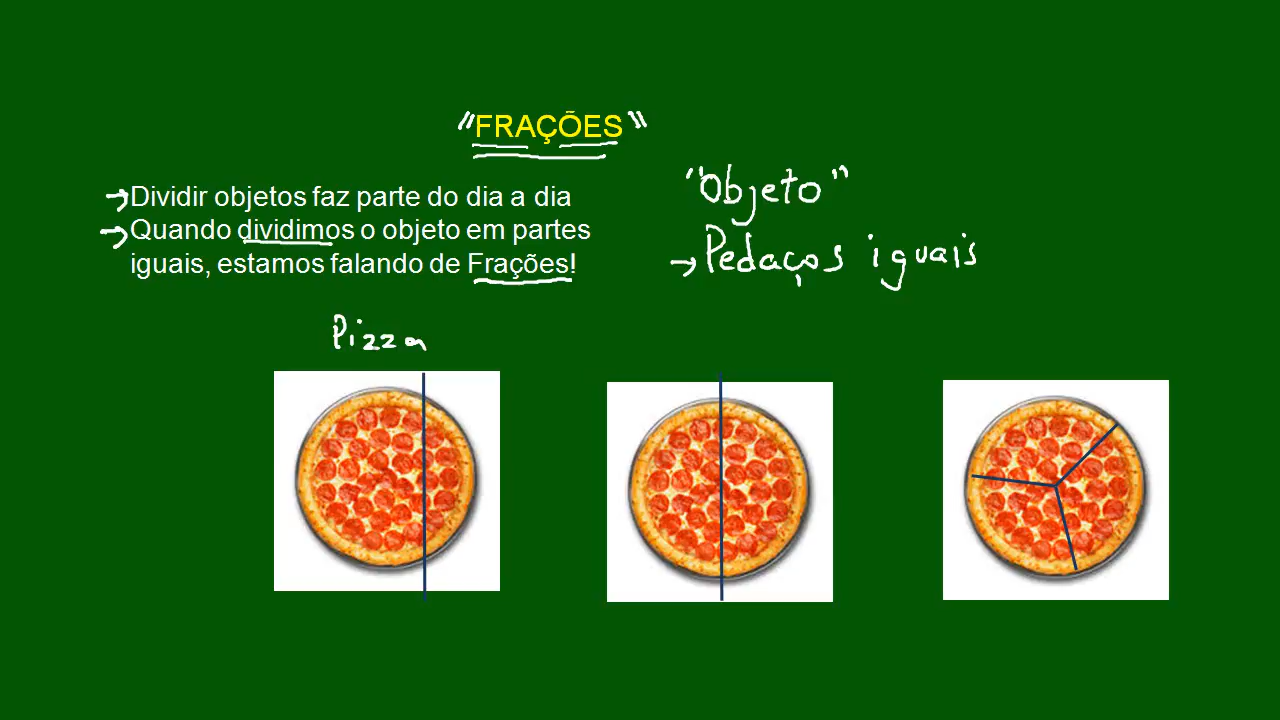 "FRAÇÕES"
→Dividir objetos faz parte do dia a dia
→Quando dividimos o objeto em partes
iguais, estamos falando de Frações!
"Objeto"
→Pedaços iguais
Pizza